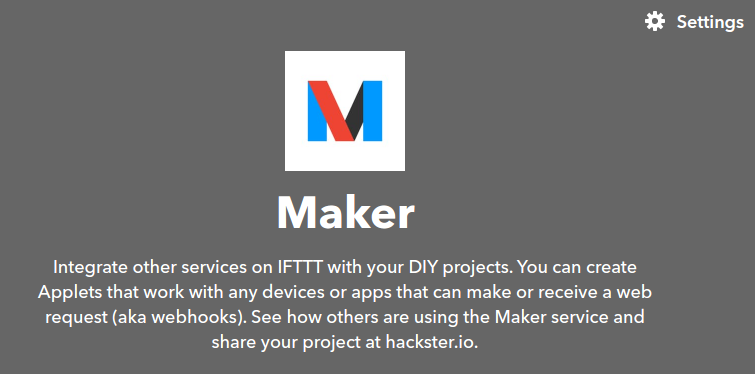 Settings
M
Maker
Integrate other services on IFTTT with your DIY projects. You can create
Applets that work with any devices or apps that can make or receive a web
request (aka webhooks). See how others are using the Maker service and
share your project at hackster.io.